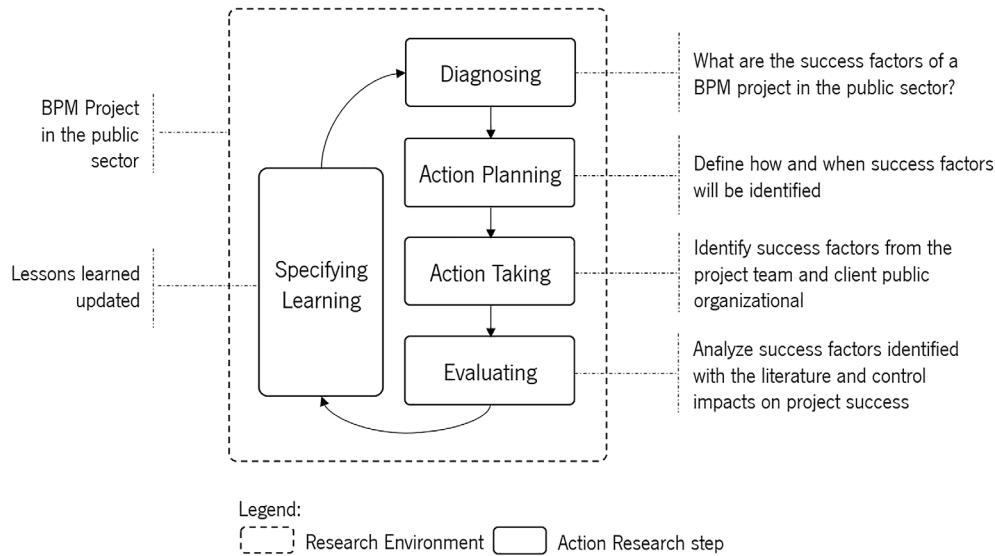 BPM Project
in the public
sector
Lessons learned
updated
Specifying
Learning
Diagnosing
Action Planning
Action Taking
Evaluating
What are the success factors of a
BPM project in the public sector?
Define how and when success factors
will be identified
Identify success factors from the
project team and client public
organizational
Analyze success factors identified
with the literature and control
impacts on project success
Legend:
Research Environment
Action Research step